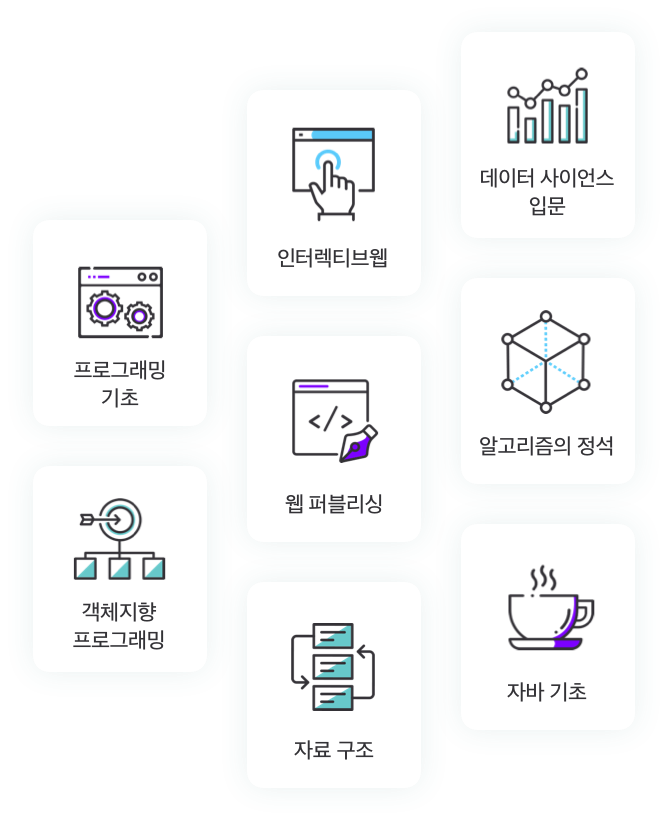 프로그래밍
기초
객체지향
프로그래밍
인터렉티브웹
웹 퍼블리싱
자료 구조
데이터 사이언스
입문
알고리즘의 정석
자바 기초